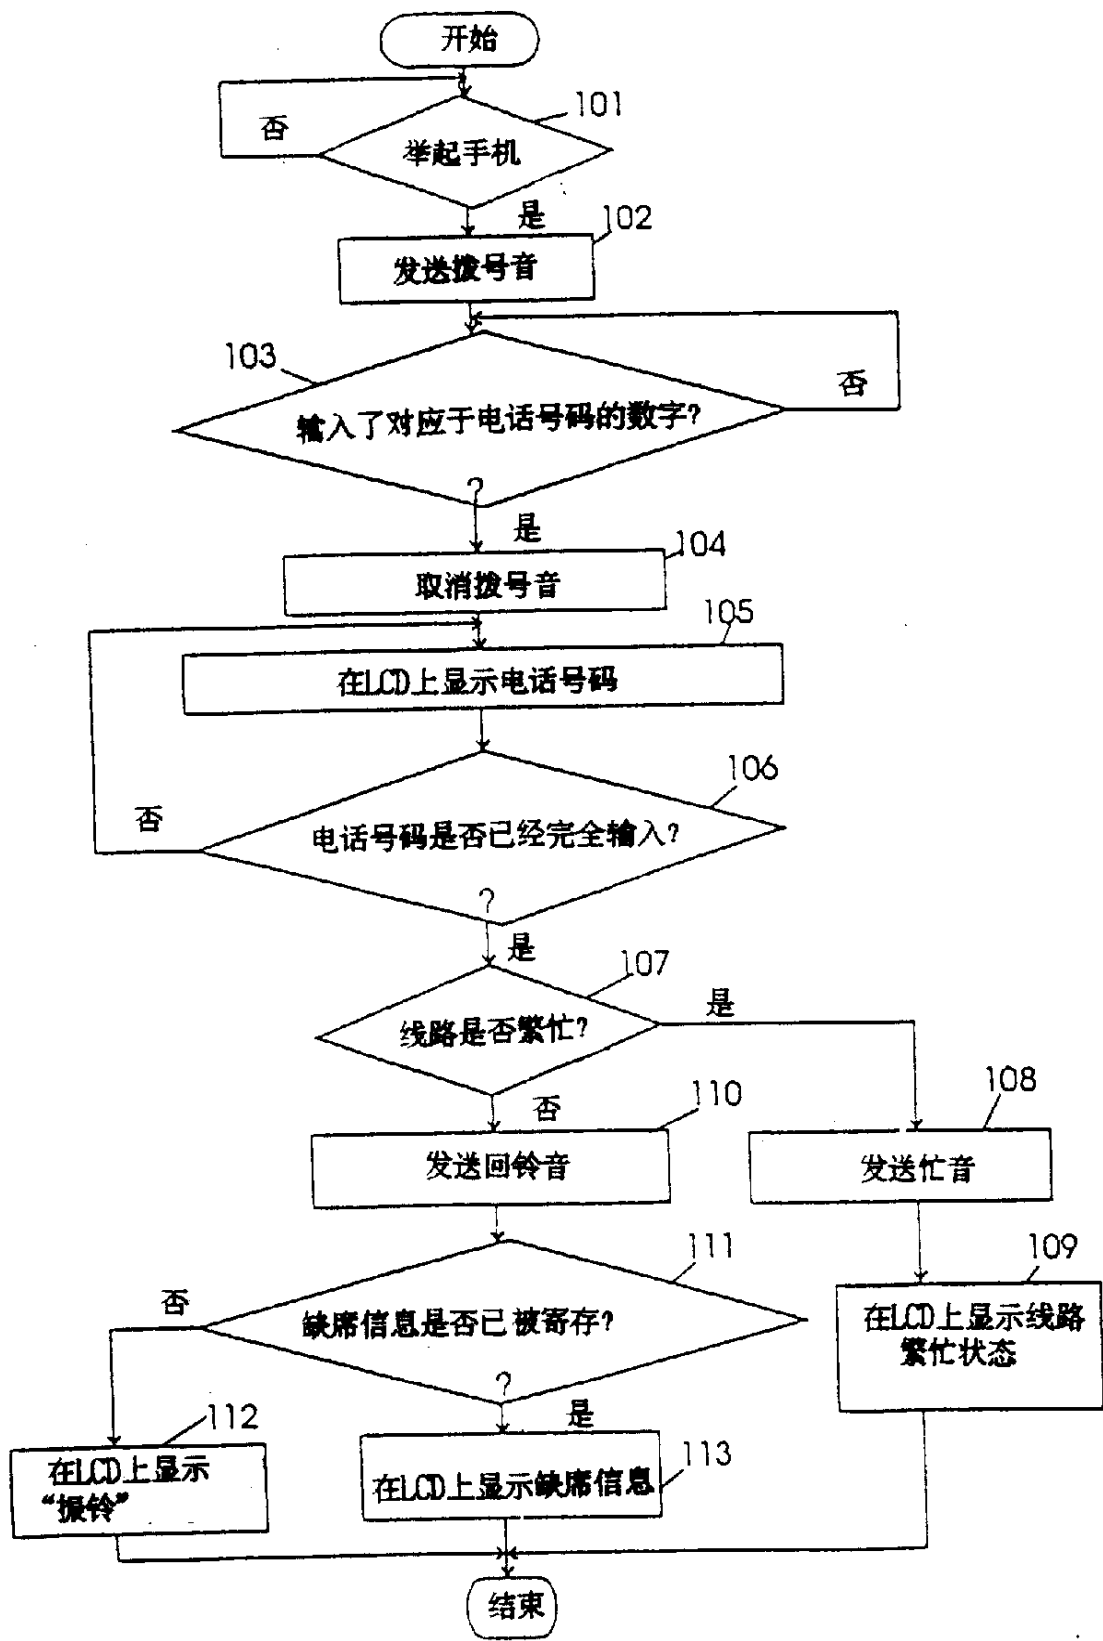 开始
101
否
举起手机
是
102
发送拨号音
103
否
输入了对应于电话号码的数字?
?
是
104
取消拨号音
105
在LCD上显示电话号码
106
否
电话号码是否已经完全输入?
?
是
107
是
线路是否繁忙?
108
110
否
发送回铃音
发送忙音
111
109
否
缺席信息是否已被寄存?
在LCD上显示线路
繁忙状态
?
是
112
113
在LCD上显示
“振铃”
在LCD上显示缺席信息
结束